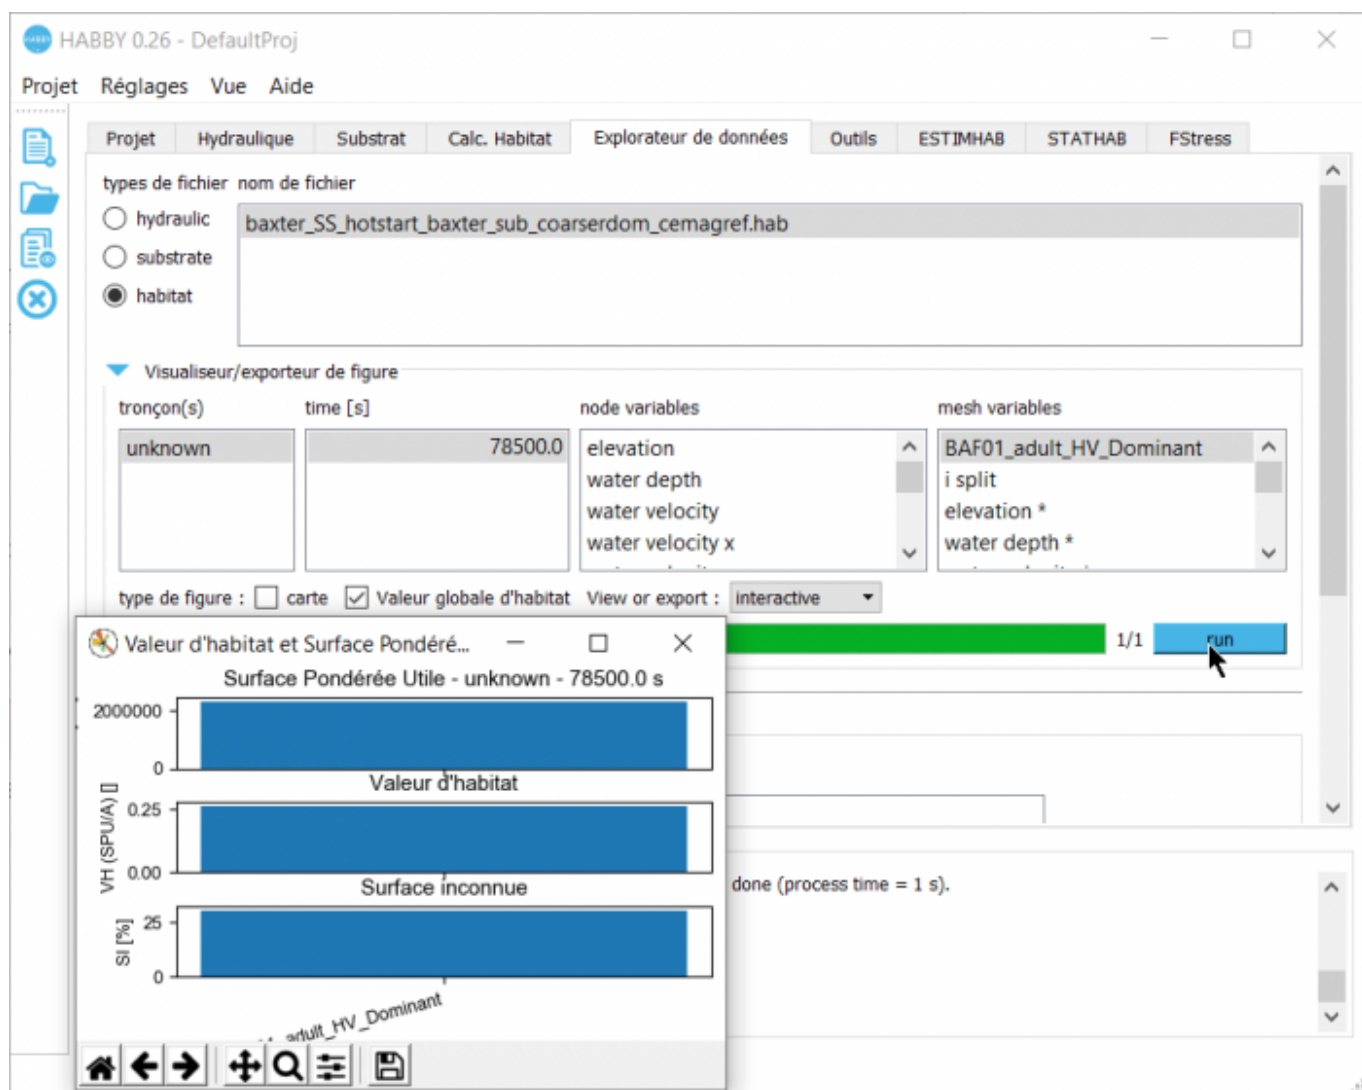 HABBY 0.26 - DefaultProj
Projet Réglages Vue Aide
Projet Hydraulique Substrat Calc. Habitat Explorateur de données Outils ESTIMHAB STATHAB FStress
types de fichier nom de fichier
hydraulic baxter_SS_hotstart_baxter_sub_coarserdom_cemagref.hab
substrate
habitat
Visualiseur/exporteur de figure
tronçon(s) time [s] node variables mesh variables
unknown 78500.0 elevation BAF01_adult_HV_Dominant
water depth i split
water velocity elevation *
water velocity x water depth *
type de figure : carte Valeur globale d'habitat View or export : interactive
1/1 run
Valeur d'habitat et Surface Pondéré...
Surface Pondérée Utile - unknown - 78500.0 s
2000000
0
Valeur d'habitat
VH (SPU/A) []
0.25
0.00
Surface inconnue
SI [%]
25
0
_adult_HV_Dominant
done (process time = 1 s).